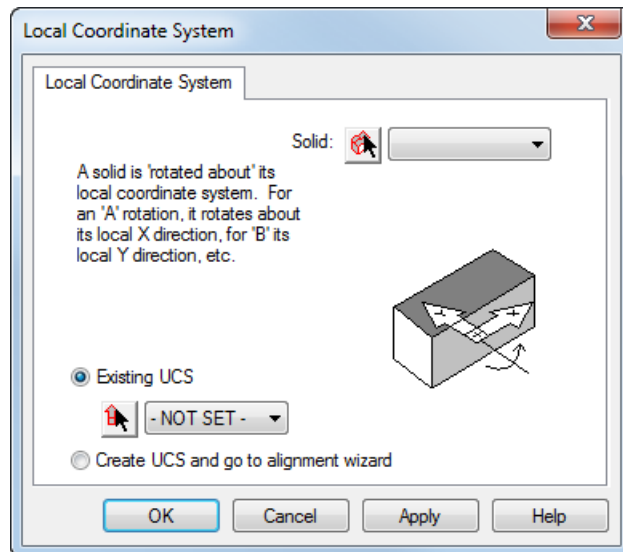 Local Coordinate System
Local Coordinate System
Solid:
A solid is 'rotated about' its
local coordinate system. For
an 'A' rotation, it rotates about
its local X direction, for 'B' its
local Y direction, etc.
Existing UCS
- NOT SET -
Create UCS and go to alignment wizard
OK Cancel Apply Help